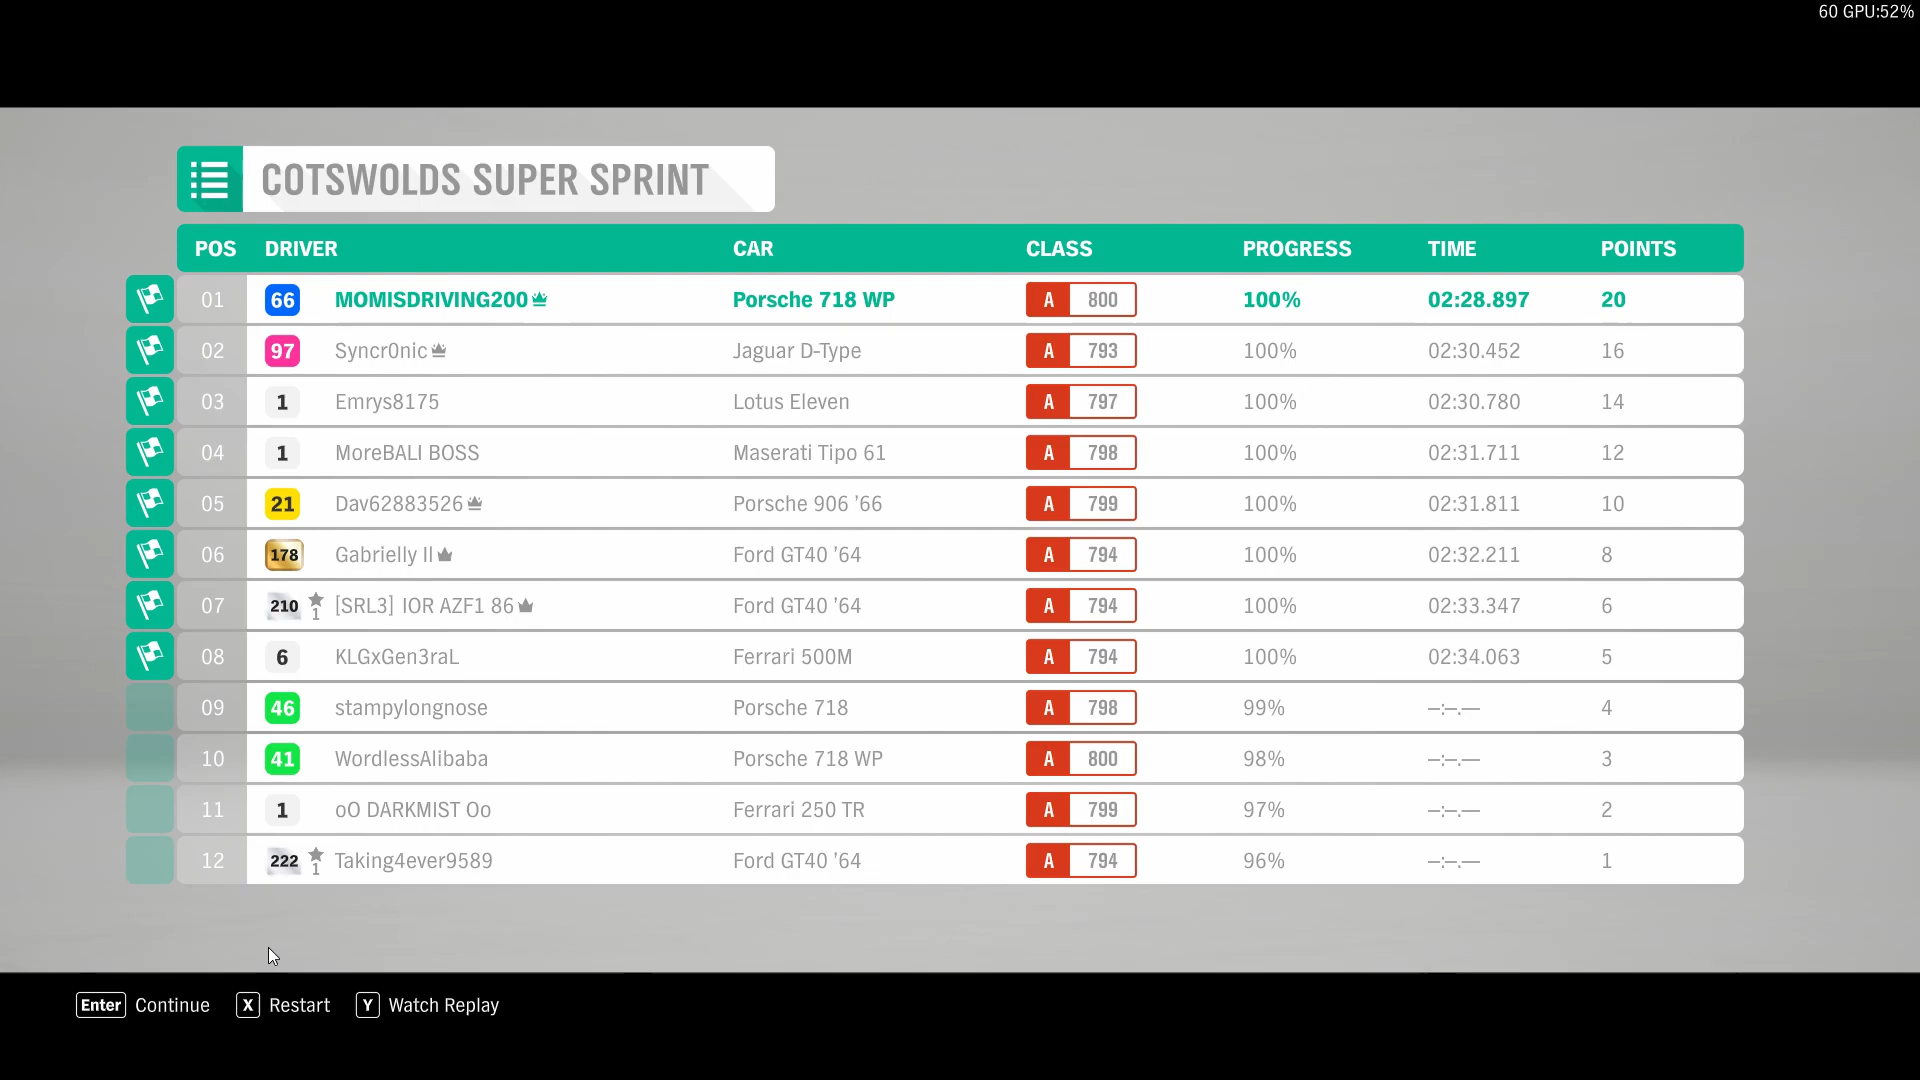 60 GPU:52%
COTSWOLDS SUPER SPRINT
POS DRIVER CAR CLASS PROGRESS TIME POINTS
01 66 MOMISDRIVING200 Porsche 718 WP A 800 100% 02:28.897 20
02 97 Syncr0nic Jaguar D-Type A 793 100% 02:30.452 16
03 1 Emrys8175 Lotus Eleven A 797 100% 02:30.780 14
04 1 MoreBALI BOSS Maserati Tipo 61 A 798 100% 02:31.711 12
05 21 Dav62883526 Porsche 906 '66 A 799 100% 02:31.811 10
06 178 Gabrielly II Ford GT40 '64 A 794 100% 02:32.211 8
07 210 1 [SRL3] IOR AZF1 86 Ford GT40 '64 A 794 100% 02:33.347 6
08 6 KLGxGen3raL Ferrari 500M A 794 100% 02:34.063 5
09 46 stampylongnose Porsche 718 A 798 99% –:–.–– 4
10 41 WordlessAlibaba Porsche 718 WP A 800 98% –:–.–– 3
11 1 oO DARKMIST Oo Ferrari 250 TR A 799 97% –:–.–– 2
12 222 1 Taking4ever9589 Ford GT40 '64 A 794 96% –:–.–– 1
Enter Continue X Restart Y Watch Replay